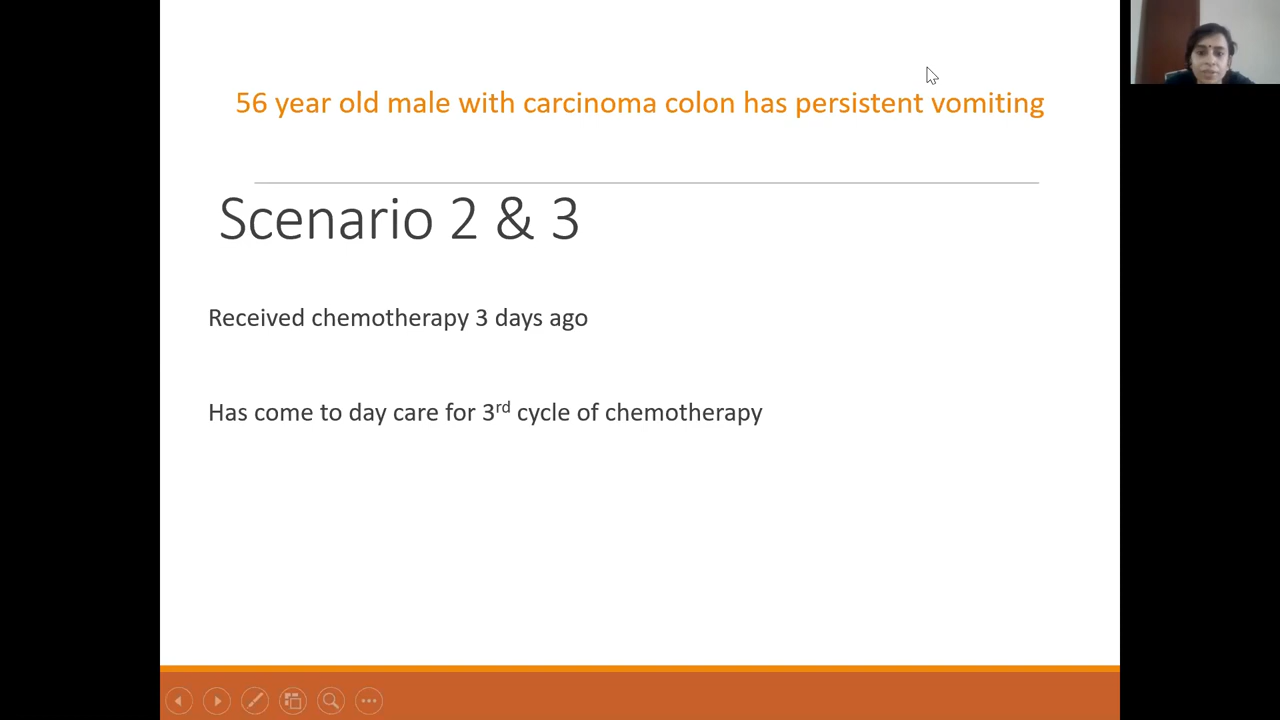 56 year old male with carcinoma colon has persistent vomiting
Scenario 2 & 3
Received chemotherapy 3 days ago
Has come to day care for 3rd cycle of chemotherapy